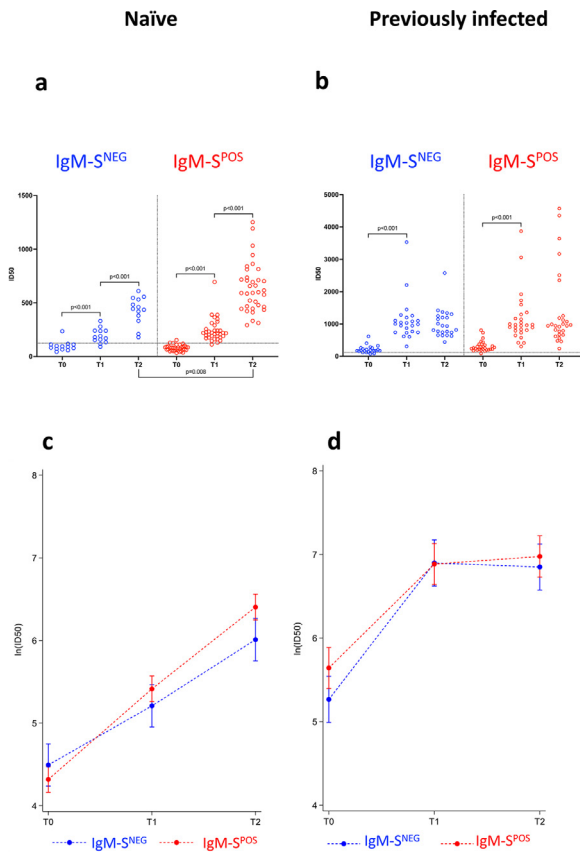 Naïve Previously infected
a b
IgM-S^NEG IgM-S^POS IgM-S^NEG IgM-S^POS
1500
1000
500
0
ID50
p<0.001
p<0.001
p<0.001
p<0.001
T0 T1 T2 T0 T1 T2
p=0.008
5000
4000
3000
2000
1000
0
ID50
p<0.001
p<0.001
T0 T1 T2 T0 T1 T2
c d
8
7
6
5
4
ln(ID50)
T0 T1 T2
IgM-S^NEG IgM-S^POS
8
7
6
5
4
ln(ID50)
T0 T1 T2
IgM-S^NEG IgM-S^POS